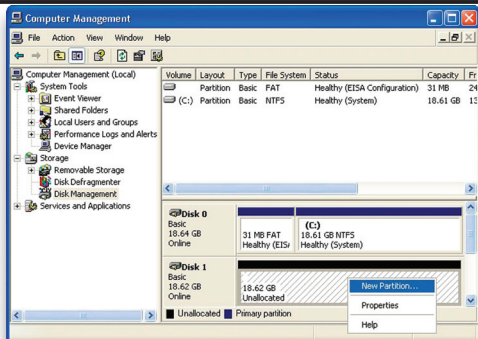 Computer Management
File Action View Window Help
Computer Management (Local)
System Tools
Event Viewer
Shared Folders
Local Users and Groups
Performance Logs and Alerts
Device Manager
Storage
Removable Storage
Disk Defragmenter
Disk Management
Services and Applications
Volume Layout Type File System Status Capacity Fr
Partition Basic FAT Healthy (EISA Configuration) 31 MB 24
(C:) Partition Basic NTFS Healthy (System) 18.61 GB 13
Disk 0
Basic
18.64 GB
Online
31 MB FAT
Healthy (EIS
(C:)
18.61 GB NTFS
Healthy (System)
Disk 1
Basic
18.62 GB
Online
18.62 GB
Unallocated
New Partition...
Properties
Help
Unallocated Primary partition